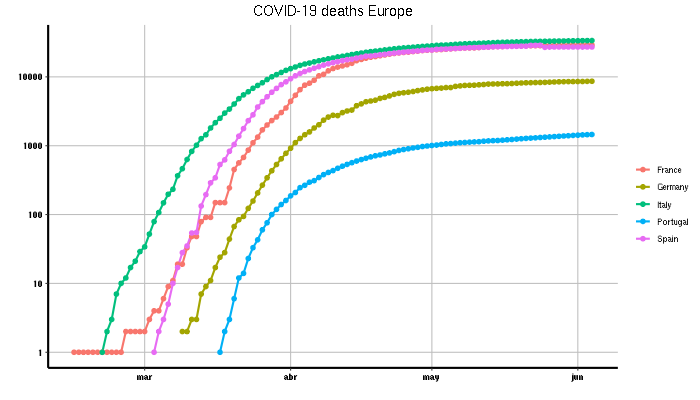 COVID-19 deaths Europe
10000
1000
100
10
1
mar
abr
may
jun
France
Germany
Italy
Portugal
Spain